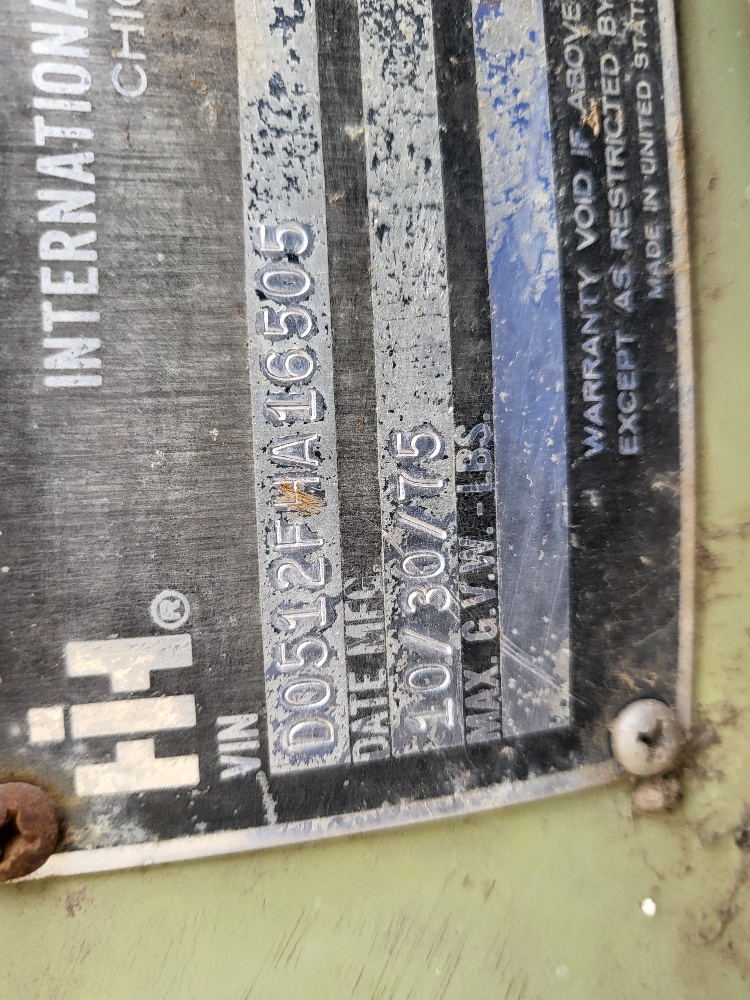 IH ®
INTERNATIONA
CHIC
VIN
D0512FHA16505
DATE MFG.
10/30/75
MAX. G.V.W. - LBS.
WARRANTY VOID IF ABOVE
EXCEPT AS RESTRICTED BY
MADE IN UNITED STAT